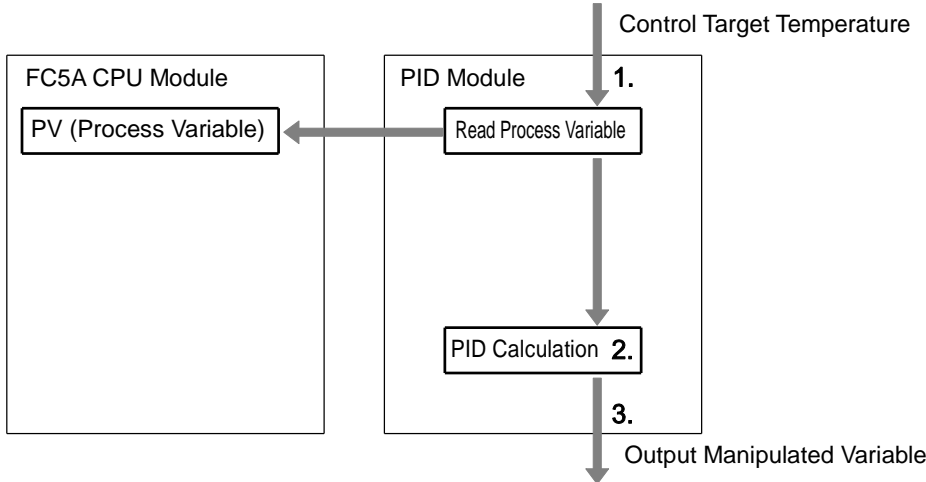 Control Target Temperature
FC5A CPU Module
PID Module
1.
PV (Process Variable)
Read Process Variable
PID Calculation 2.
3.
Output Manipulated Variable